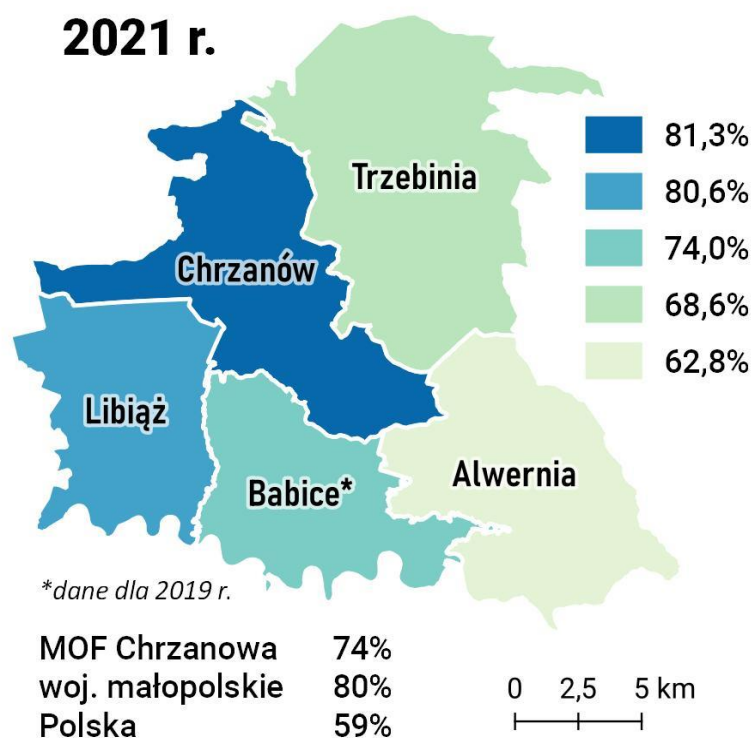 2021 r.
Trzebinia
Chrzanów
Libiąż
Babice*
Alwernia
81,3%
80,6%
74,0%
68,6%
62,8%
*dane dla 2019 r.
MOF Chrzanowa 74%
woj. małopolskie 80%
Polska 59%
0 2,5 5 km